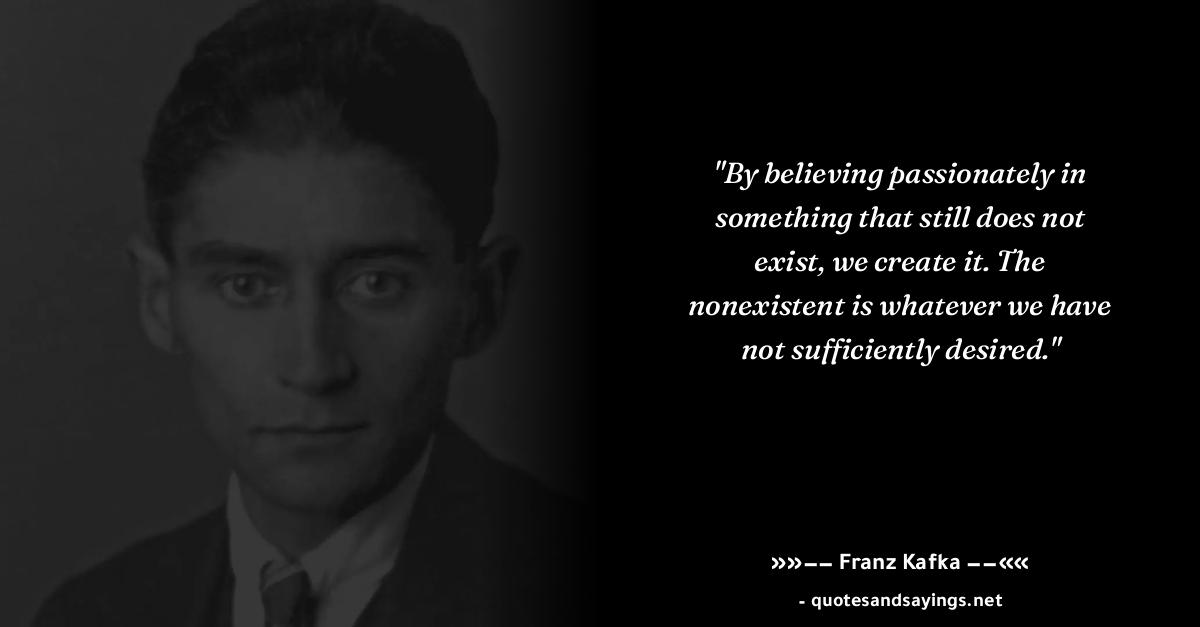 "By believing passionately in
something that still does not
exist, we create it. The
nonexistent is whatever we have
not sufficiently desired."
»»–– Franz Kafka ––««
- quotesandsayings.net